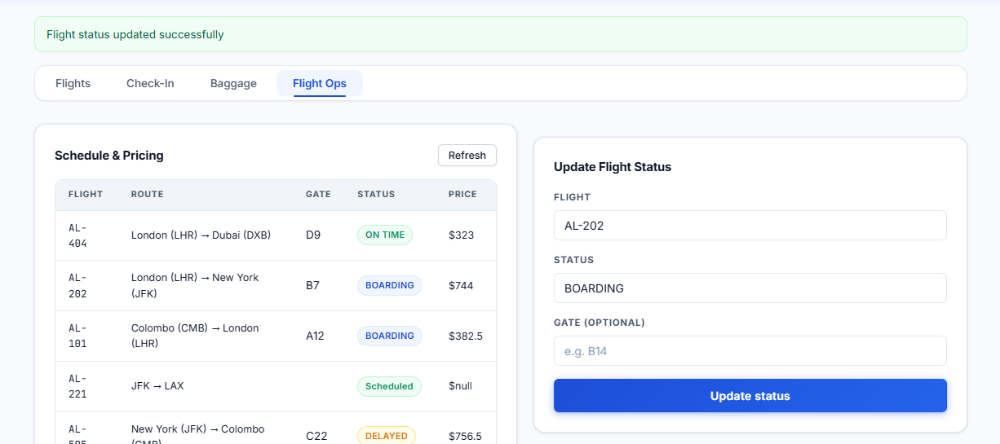 Flight status updated successfully
Flights Check-In Baggage Flight Ops
Schedule & Pricing
Refresh
FLIGHT ROUTE GATE STATUS PRICE
AL-
404
London (LHR) → Dubai (DXB)
D9
ON TIME
$323
AL-
202
London (LHR) → New York
(JFK)
B7
BOARDING
$744
AL-
101
Colombo (CMB) → London
(LHR)
A12
BOARDING
$382.5
AL-
221
JFK → LAX
Scheduled
$null
AL-
505
New York (JFK) → Colombo
(CMB)
C22
DELAYED
$756.5
Update Flight Status
FLIGHT
AL-202
STATUS
BOARDING
GATE (OPTIONAL)
e.g. B14
Update status